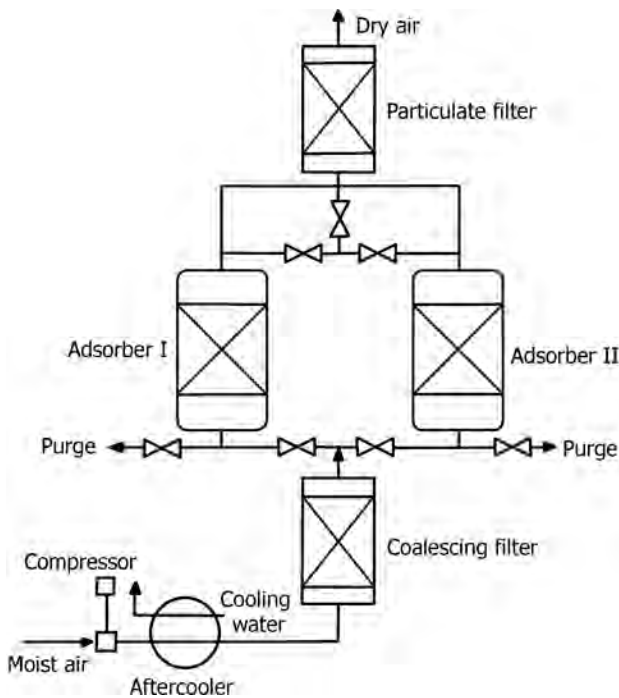 Dry air
Particulate filter
Adsorber I
Adsorber II
Purge
Purge
Coalescing filter
Compressor
Cooling
water
Moist air
Aftercooler